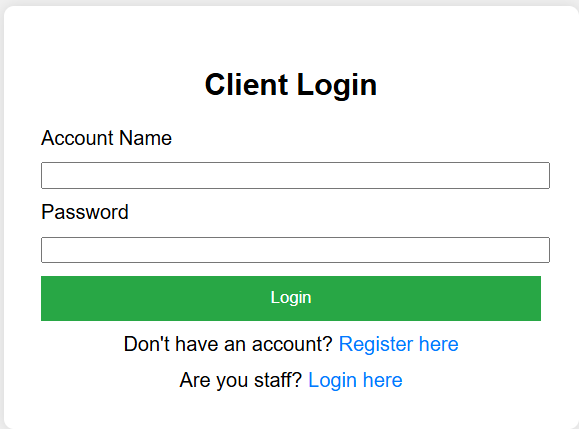 Client Login
Account Name
Password
Login
Don't have an account? Register here
Are you staff? Login here